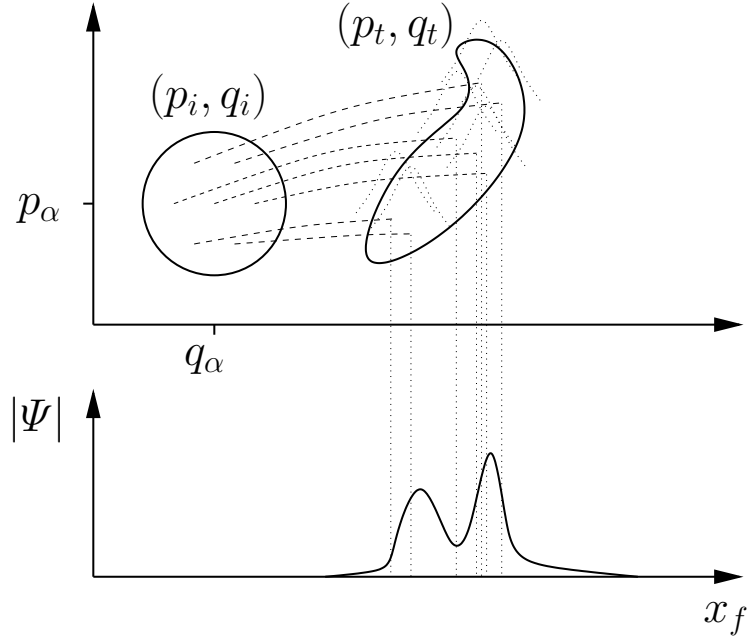 (p_t, q_t)
(p_i, q_i)
p_α
q_α
|Ψ|
x_f